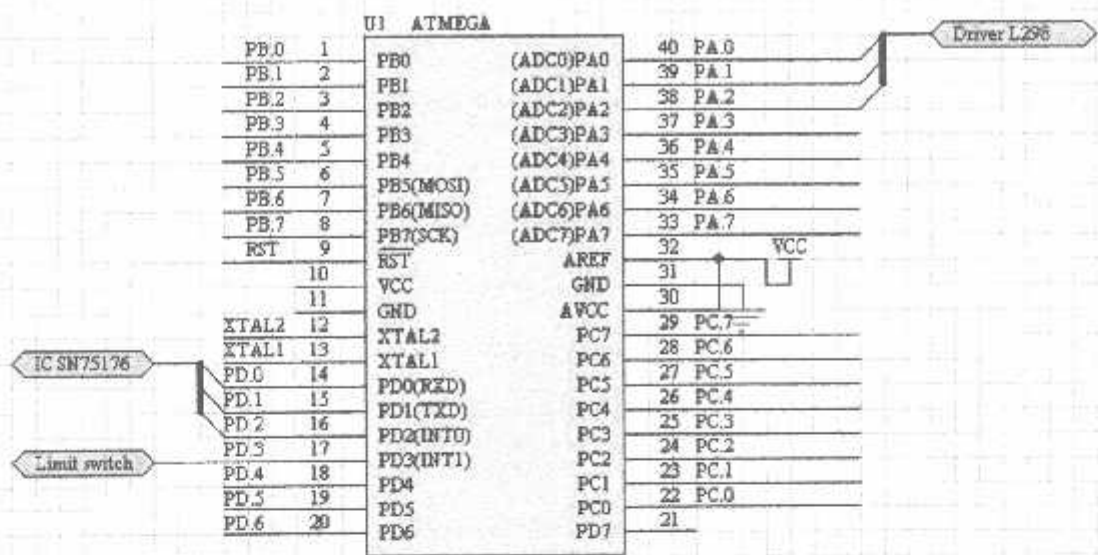 U1 ATMEGA
Driver L298
PB.0 1 PB0 (ADC0)PA0 40 PA.0
PB.1 2 PB1 (ADC1)PA1 39 PA.1
PB.2 3 PB2 (ADC2)PA2 38 PA.2
PB.3 4 PB3 (ADC3)PA3 37 PA.3
PB.4 5 PB4 (ADC4)PA4 36 PA.4
PB.5 6 PB5(MOSI) (ADC5)PA5 35 PA.5
PB.6 7 PB6(MISO) (ADC6)PA6 34 PA.6
PB.7 8 PB7(SCK) (ADC7)PA7 33 PA.7
RST 9 RST AREF 32 VCC
10 VCC GND 31
11 GND AVCC 30
XTAL2 12 XTAL2 PC7 29 PC.7
XTAL1 13 XTAL1 PC6 28 PC.6
IC SN75176
PD.0 14 PD0(RXD) PC5 27 PC.5
PD.1 15 PD1(TXD) PC4 26 PC.4
PD.2 16 PD2(INT0) PC3 25 PC.3
PD.3 17 PD3(INT1) PC2 24 PC.2
Limit switch
PD.4 18 PD4 PC1 23 PC.1
PD.5 19 PD5 PC0 22 PC.0
PD.6 20 PD6 PD7 21